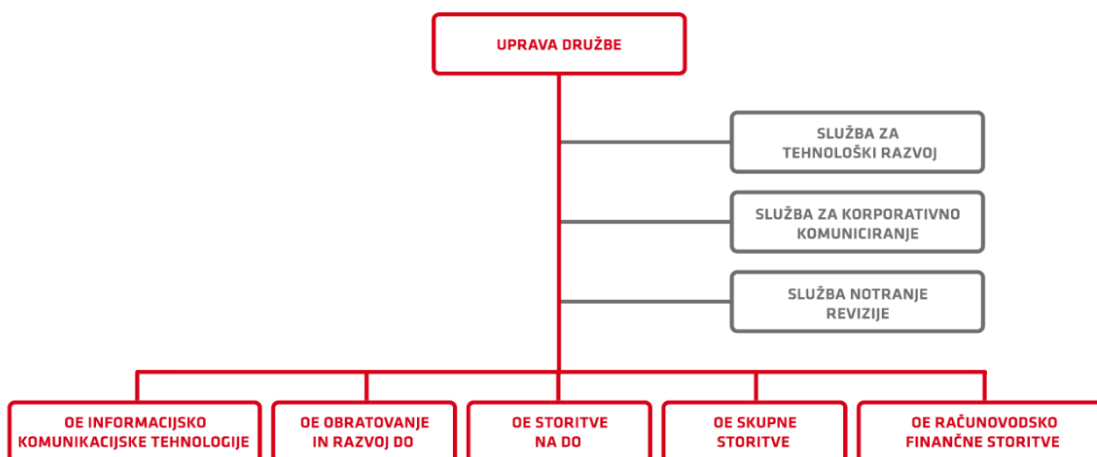 UPRAVA DRUŽBE
SLUŽBA ZA
TEHNOLOŠKI RAZVOJ
SLUŽBA ZA KORPORATIVNO
KOMUNICIRANJE
SLUŽBA NOTRANJE
REVIZIJE
OE INFORMACIJSKO
KOMUNIKACIJSKE TEHNOLOGIJE
OE OBRATOVANJE
IN RAZVOJ DO
OE STORITVE
NA DO
OE SKUPNE
STORITVE
OE RAČUNOVODSKO
FINANČNE STORITVE